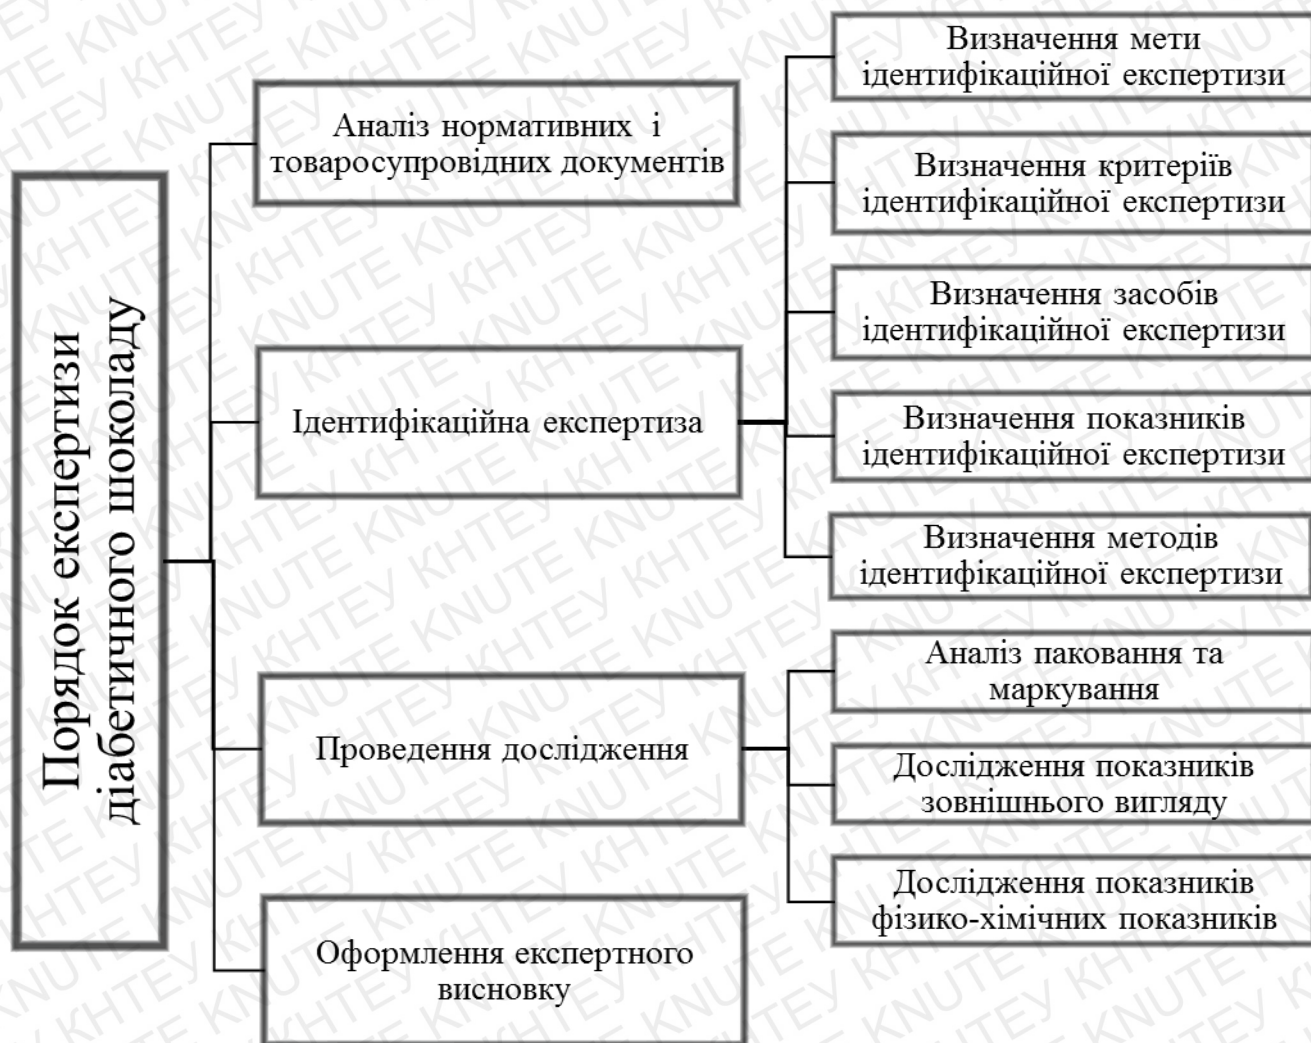 Порядок експертизи
діабетичного шоколаду
Аналіз нормативних і
товаросупровідних документів
Ідентифікаційна експертиза
Визначення мети
ідентифікаційної експертизи
Визначення критеріїв
ідентифікаційної експертизи
Визначення засобів
ідентифікаційної експертизи
Визначення показників
ідентифікаційної експертизи
Визначення методів
ідентифікаційної експертизи
Проведення дослідження
Аналіз паковання та
маркування
Дослідження показників
зовнішнього вигляду
Дослідження показників
фізико-хімічних показників
Оформлення експертного
висновку
KNUTE КНТЕУ